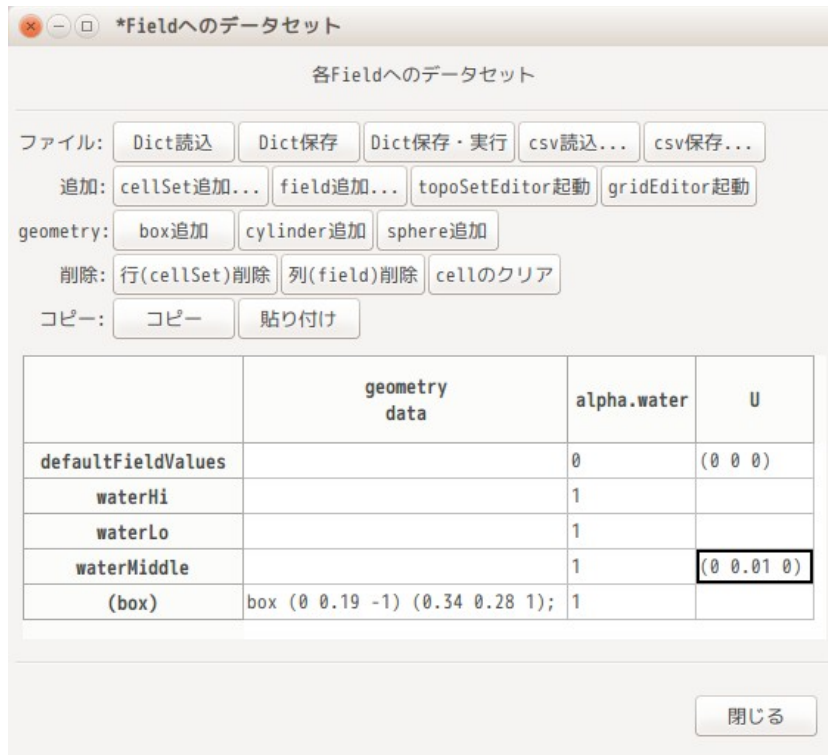 *Fieldへのデータセット
各Fieldへのデータセット
ファイル: Dict読込 Dict保存 Dict保存・実行 csv読込... csv保存...
追加: cellSet追加... field追加... topoSetEditor起動 gridEditor起動
geometry: box追加 cylinder追加 sphere追加
削除: 行(cellSet)削除 列(field)削除 cellのクリア
コピー: コピー 貼り付け
geometry
data alpha.water U
defaultFieldValues 0 (0 0 0)
waterHi 1
waterLo 1
waterMiddle 1 (0 0.01 0)
(box) box (0 0.19 -1) (0.34 0.28 1); 1
閉じる